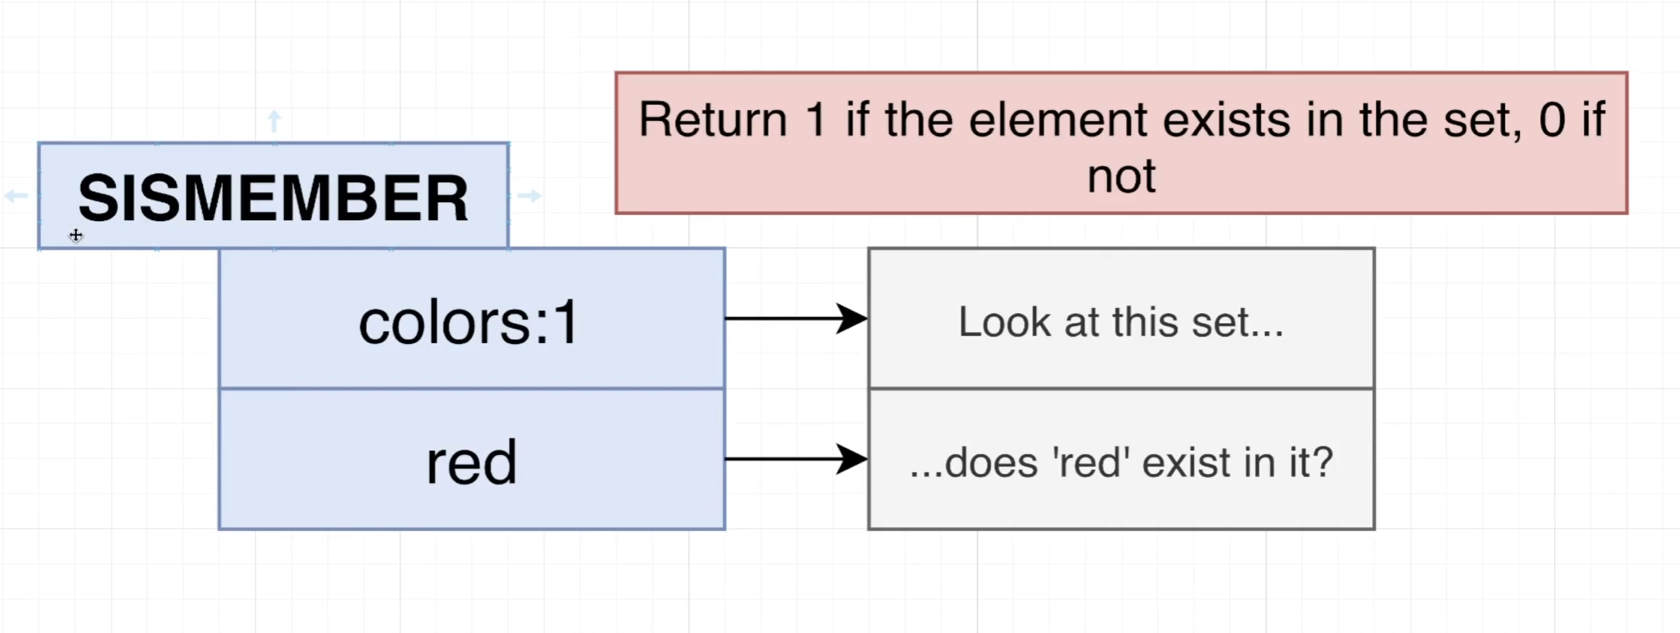 Return 1 if the element exists in the set, 0 if
not
SISMEMBER
colors:1
Look at this set...
red
...does 'red' exist in it?